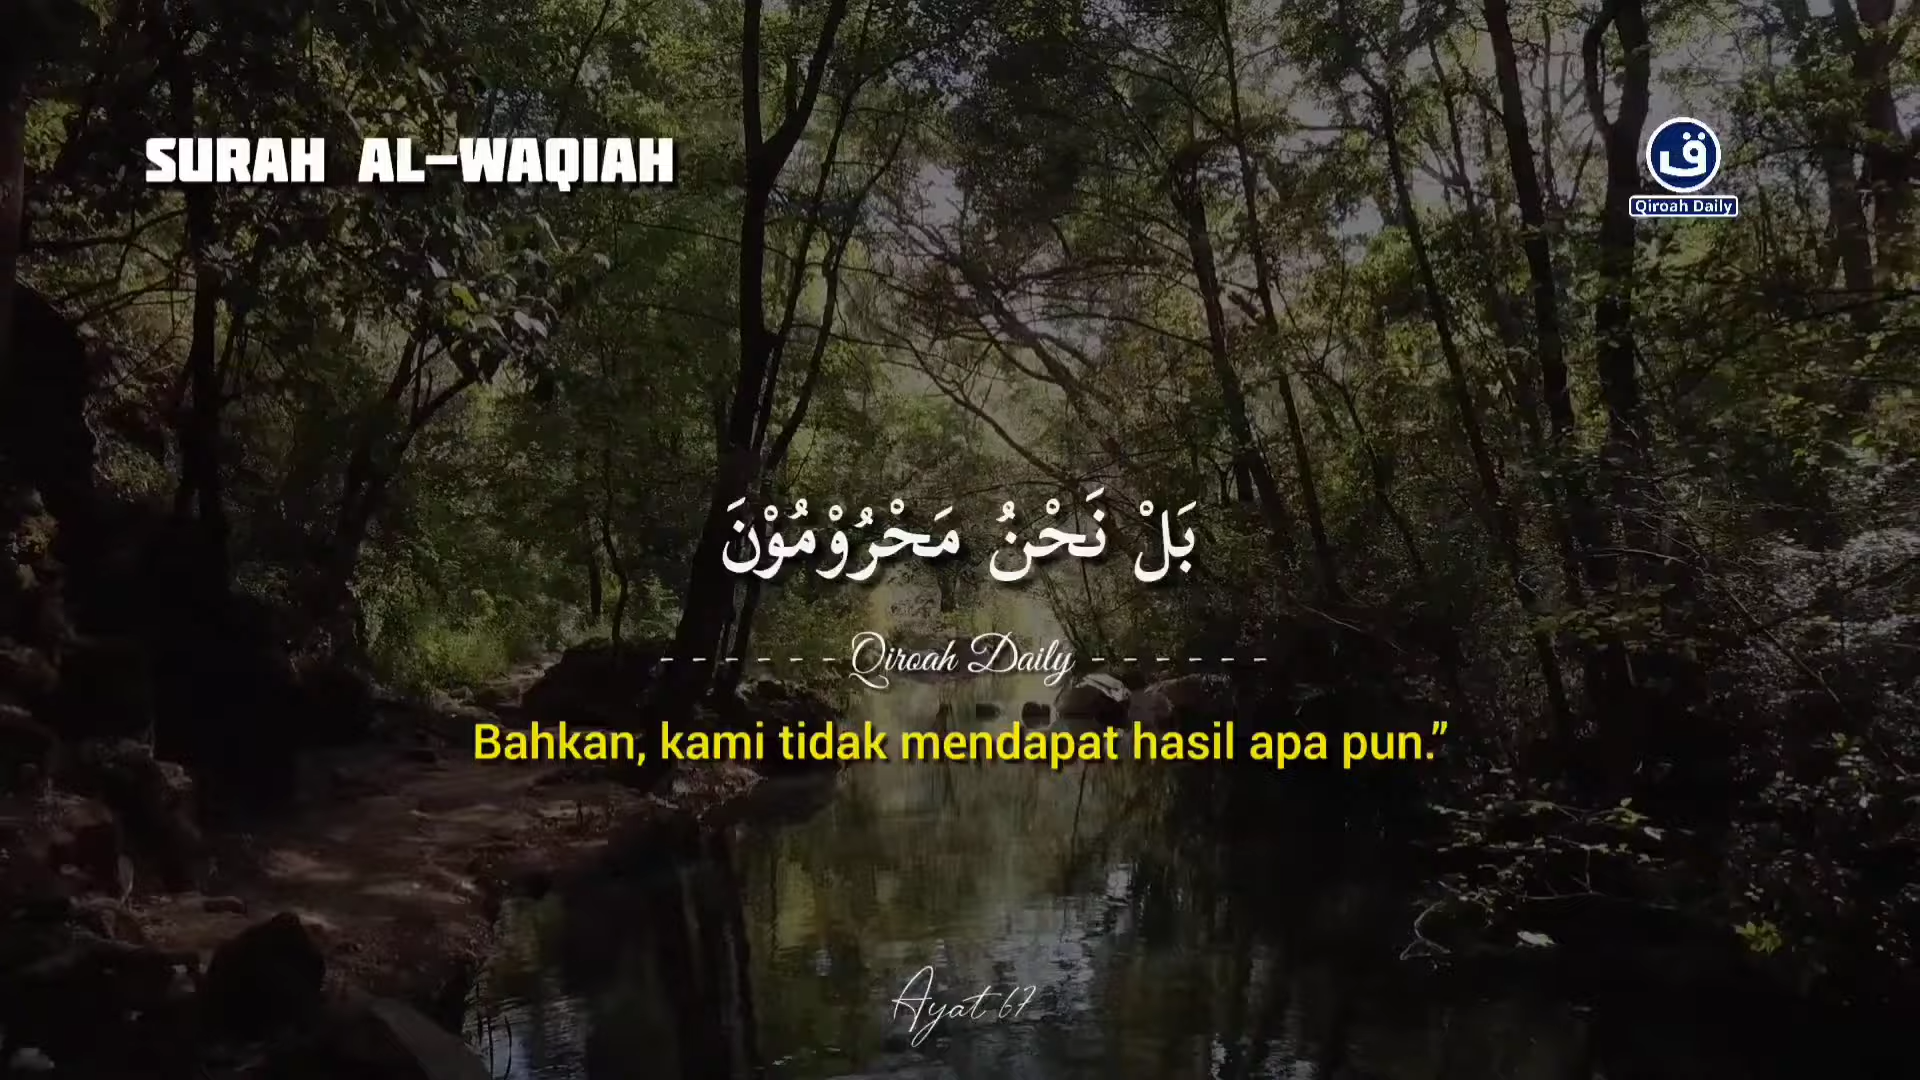 SURAH AL-WAQIAH
ق
Qiroah Daily
بَلْ نَحْنُ مَحْرُوْمُوْنَ
- - - - - - Qiroah Daily - - - - - -
Bahkan, kami tidak mendapat hasil apa pun.”
Ayat 67